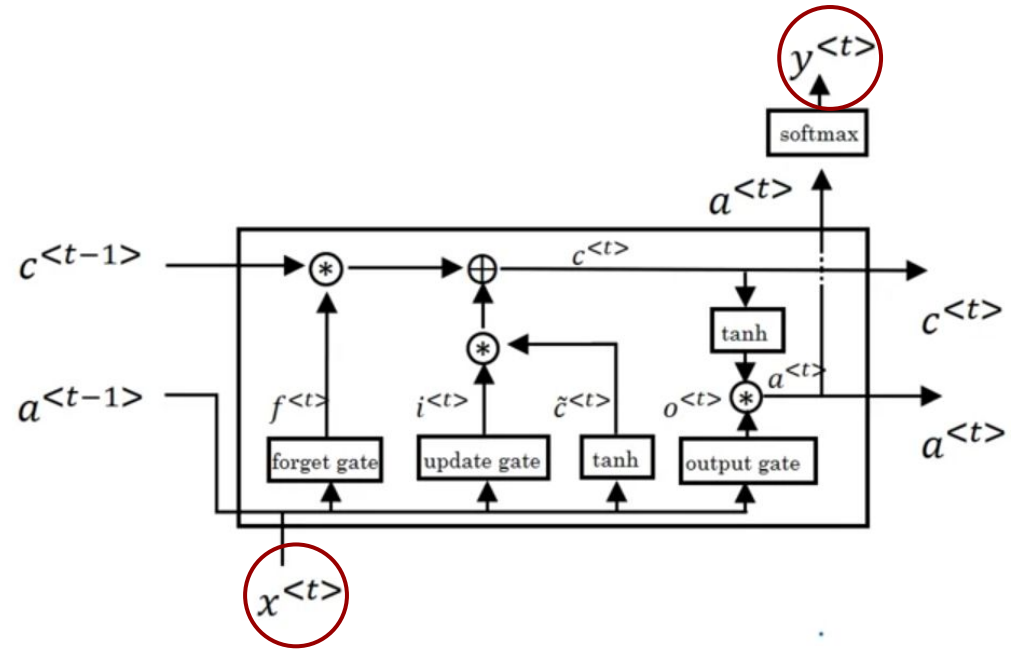 y<t>
softmax
a<t>
c<t−1>
c<t>
*
tanh
c<t>
*
a<t−1>
f<t>
i<t>
c̃<t>
o<t>
*
a<t>
a<t>
forget gate
update gate
tanh
output gate
x<t>